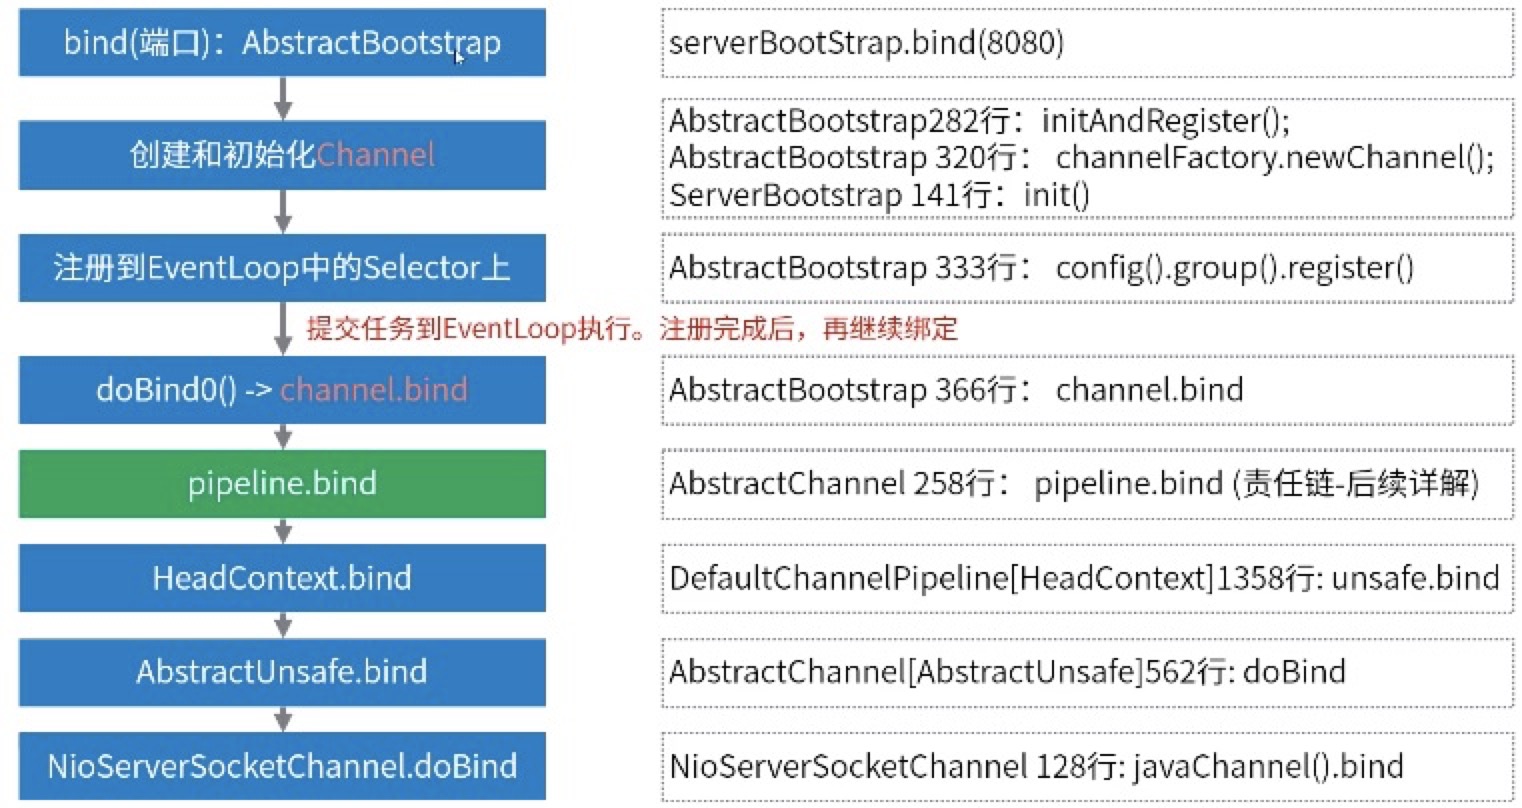 bind(端口)：AbstractBootstrap
serverBootStrap.bind(8080)
创建和初始化Channel
AbstractBootstrap282行：initAndRegister();
AbstractBootstrap 320行： channelFactory.newChannel();
ServerBootstrap 141行：init()
注册到EventLoop中的Selector上
AbstractBootstrap 333行： config().group().register()
提交任务到EventLoop执行。注册完成后，再继续绑定
doBind0() -> channel.bind
AbstractBootstrap 366行： channel.bind
pipeline.bind
AbstractChannel 258行： pipeline.bind (责任链-后续详解)
HeadContext.bind
DefaultChannelPipeline[HeadContext]1358行: unsafe.bind
AbstractUnsafe.bind
AbstractChannel[AbstractUnsafe]562行: doBind
NioServerSocketChannel.doBind
NioServerSocketChannel 128行: javaChannel().bind